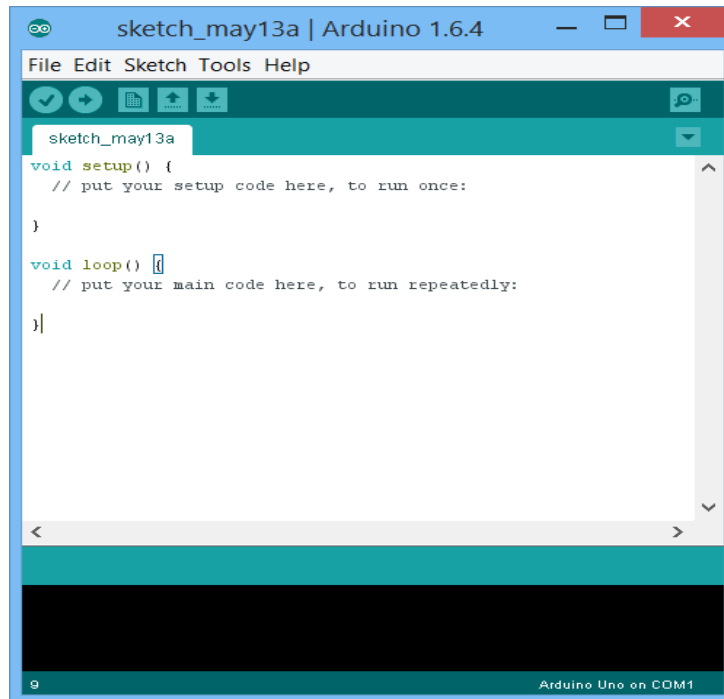 sketch_may13a | Arduino 1.6.4
File Edit Sketch Tools Help
sketch_may13a
void setup() {
  // put your setup code here, to run once:
}
void loop() {
  // put your main code here, to run repeatedly:
}
9
Arduino Uno on COM1